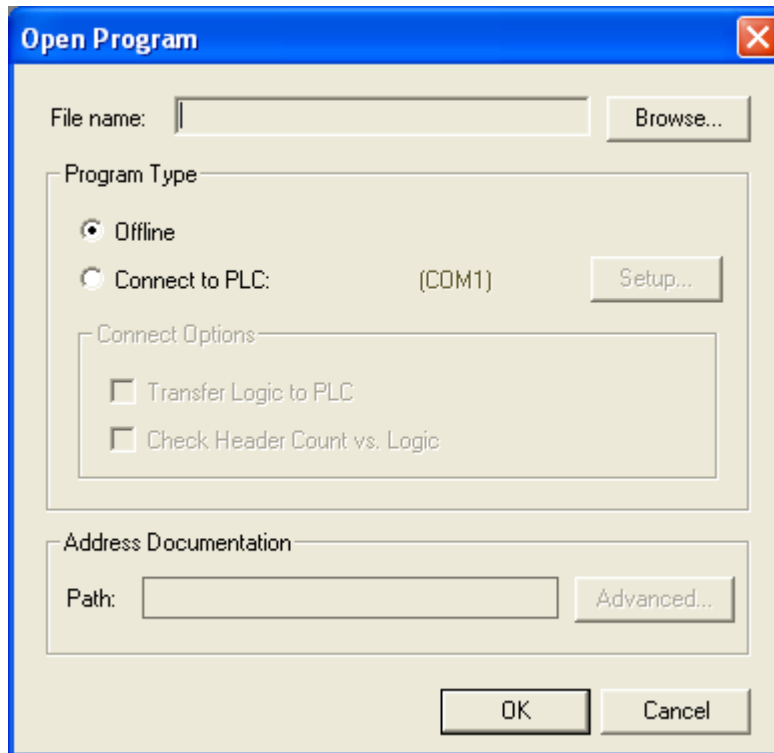 Open Program
File name: Browse...
Program Type
Offline
Connect to PLC: (COM1) Setup...
Connect Options
Transfer Logic to PLC
Check Header Count vs. Logic
Address Documentation
Path: Advanced...
OK Cancel